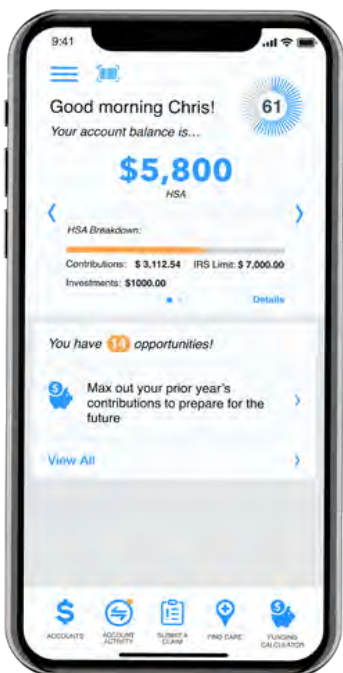 9:41
Good morning Chris!
61
Your account balance is...
$5,800
HSA
HSA Breakdown:
Contributions: $ 3,112.54 IRS Limit: $ 7,000.00
Investments: $1000.00
Details
You have 14 opportunities!
Max out your prior year's
contributions to prepare for the
future
View All
ACCOUNTS
ACCOUNT
ACTIVITY
SUBMIT A
CLAIM
FIND CARE
FUNDING
CALCULATOR